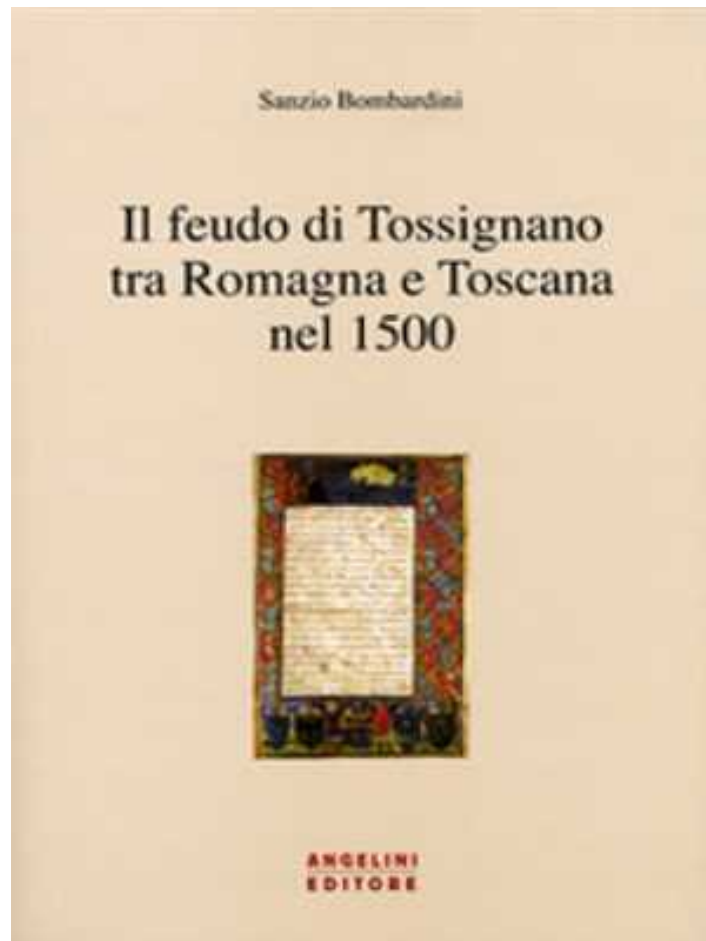 Sanzio Bombardini
Il feudo di Tossignano
tra Romagna e Toscana
nel 1500
ANGELINI
EDITORE